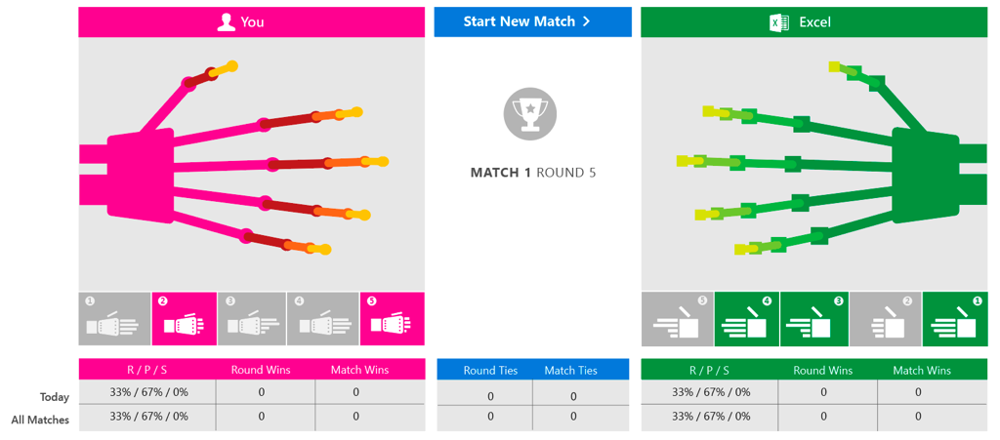 You
Start New Match >
Excel
MATCH 1 ROUND 5
1 2 3 4 5
5 4 3 2 1
R / P / S Round Wins Match Wins
Round Ties Match Ties
R / P / S Round Wins Match Wins
Today 33% / 67% / 0% 0 0 0 0 33% / 67% / 0% 0 0
All Matches 33% / 67% / 0% 0 0 0 0 33% / 67% / 0% 0 0